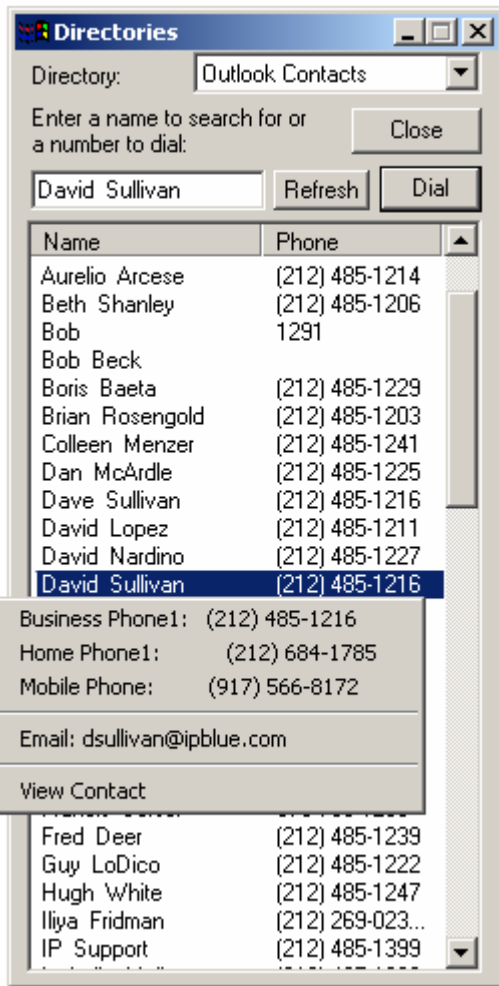 Directories
Directory: Outlook Contacts
Enter a name to search for or
a number to dial:
Close
David Sullivan Refresh Dial
Name Phone
Aurelio Arcese (212) 485-1214
Beth Shanley (212) 485-1206
Bob 1291
Bob Beck
Boris Baeta (212) 485-1229
Brian Rosengold (212) 485-1203
Colleen Menzer (212) 485-1241
Dan McArdle (212) 485-1225
Dave Sullivan (212) 485-1216
David Lopez (212) 485-1211
David Nardino (212) 485-1227
David Sullivan (212) 485-1216
Business Phone1: (212) 485-1216
Home Phone1: (212) 684-1785
Mobile Phone: (917) 566-8172
Email: dsullivan@ipblue.com
View Contact
Fred Deer (212) 485-1239
Guy LoDico (212) 485-1222
Hugh White (212) 485-1247
Iliya Fridman (212) 269-023...
IP Support (212) 485-1399